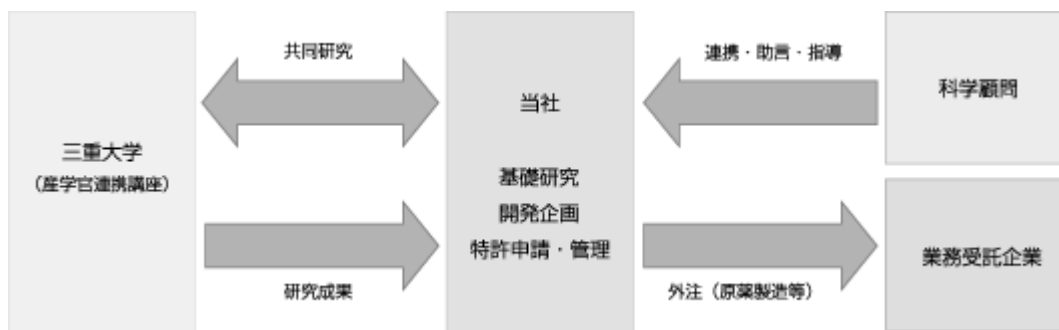 三重大学
（産学官連携講座）
共同研究
研究成果
当社
基礎研究
開発企画
特許申請・管理
連携・助言・指導
外注（原薬製造等）
科学顧問
業務受託企業